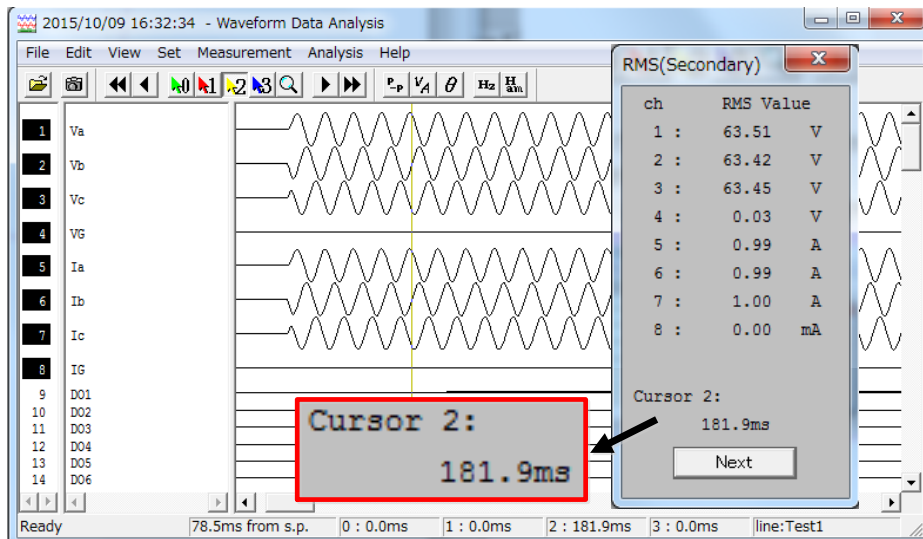 2015/10/09 16:32:34 - Waveform Data Analysis
File Edit View Set Measurement Analysis Help
0 1 2 3 P-P VA θ Hz Ham
1 Va
2 Vb
3 Vc
4 VG
5 Ia
6 Ib
7 Ic
8 IG
9 DO1
10 DO2
11 DO3
12 DO4
13 DO5
14 DO6
Cursor 2:
181.9ms
RMS(Secondary)
ch RMS Value
1 : 63.51 V
2 : 63.42 V
3 : 63.45 V
4 : 0.03 V
5 : 0.99 A
6 : 0.99 A
7 : 1.00 A
8 : 0.00 mA
Cursor 2:
181.9ms
Next
Ready 78.5ms from s.p. 0 : 0.0ms 1 : 0.0ms 2 : 181.9ms 3 : 0.0ms line:Test1